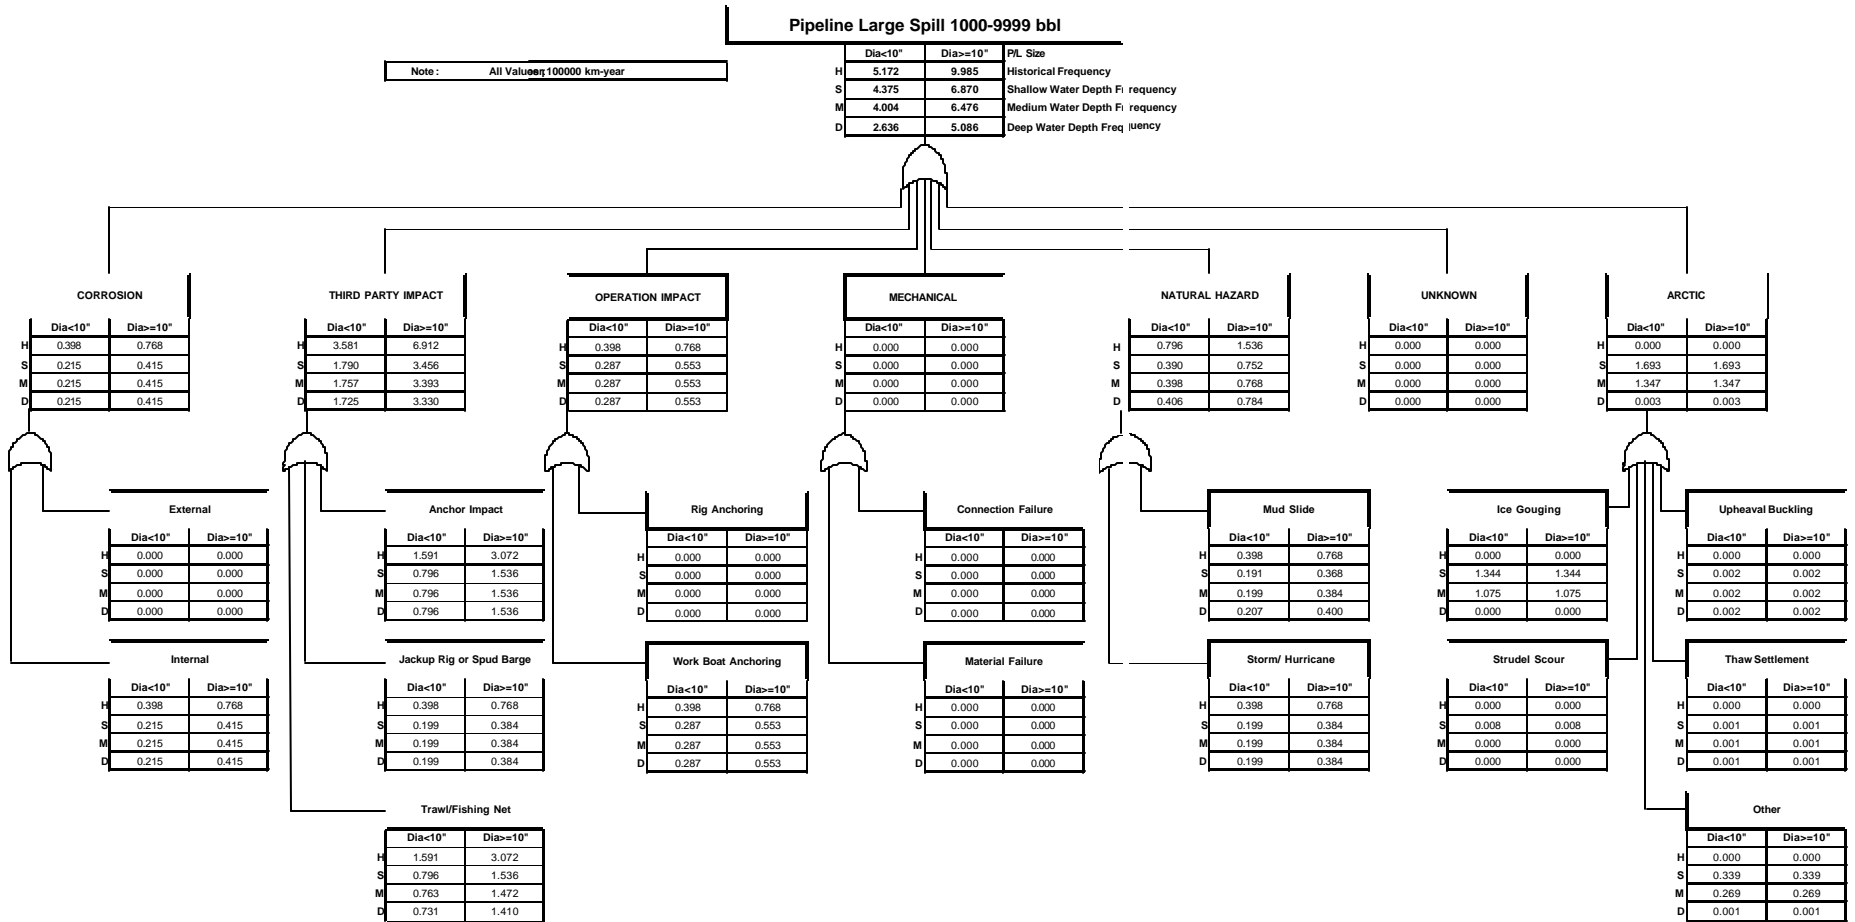 Pipeline Large Spill 1000-9999 bbl
Dia<10" Dia>=10" P/L Size
H 5.172 9.985 Historical Frequency
S 4.375 6.870 Shallow Water Depth Frequency
M 4.004 6.476 Medium Water Depth Frequency
D 2.636 5.086 Deep Water Depth Frequency
Note : All Values 100000 km-year
CORROSION
Dia<10" Dia>=10"
H 0.398 0.768
S 0.215 0.415
M 0.215 0.415
D 0.215 0.415
THIRD PARTY IMPACT
Dia<10" Dia>=10"
H 3.581 6.912
S 1.790 3.456
M 1.757 3.393
D 1.725 3.330
OPERATION IMPACT
Dia<10" Dia>=10"
H 0.398 0.768
S 0.287 0.553
M 0.287 0.553
D 0.287 0.553
MECHANICAL
Dia<10" Dia>=10"
H 0.000 0.000
S 0.000 0.000
M 0.000 0.000
D 0.000 0.000
NATURAL HAZARD
Dia<10" Dia>=10"
H 0.796 1.536
S 0.390 0.752
M 0.398 0.768
D 0.406 0.784
UNKNOWN
Dia<10" Dia>=10"
H 0.000 0.000
S 0.000 0.000
M 0.000 0.000
D 0.000 0.000
ARCTIC
Dia<10" Dia>=10"
H 0.000 0.000
S 1.693 1.693
M 1.347 1.347
D 0.003 0.003
External
Dia<10" Dia>=10"
H 0.000 0.000
S 0.000 0.000
M 0.000 0.000
D 0.000 0.000
Anchor Impact
Dia<10" Dia>=10"
H 1.591 3.072
S 0.796 1.536
M 0.796 1.536
D 0.796 1.536
Rig Anchoring
Dia<10" Dia>=10"
H 0.000 0.000
S 0.000 0.000
M 0.000 0.000
D 0.000 0.000
Connection Failure
Dia<10" Dia>=10"
H 0.000 0.000
S 0.000 0.000
M 0.000 0.000
D 0.000 0.000
Mud Slide
Dia<10" Dia>=10"
H 0.398 0.768
S 0.191 0.368
M 0.199 0.384
D 0.207 0.400
Ice Gouging
Dia<10" Dia>=10"
H 0.000 0.000
S 1.344 1.344
M 1.075 1.075
D 0.000 0.000
Upheaval Buckling
Dia<10" Dia>=10"
H 0.000 0.000
S 0.002 0.002
M 0.002 0.002
D 0.002 0.002
Internal
Dia<10" Dia>=10"
H 0.398 0.768
S 0.215 0.415
M 0.215 0.415
D 0.215 0.415
Jackup Rig or Spud Barge
Dia<10" Dia>=10"
H 0.398 0.768
S 0.199 0.384
M 0.199 0.384
D 0.199 0.384
Work Boat Anchoring
Dia<10" Dia>=10"
H 0.398 0.768
S 0.287 0.553
M 0.287 0.553
D 0.287 0.553
Material Failure
Dia<10" Dia>=10"
H 0.000 0.000
S 0.000 0.000
M 0.000 0.000
D 0.000 0.000
Storm/ Hurricane
Dia<10" Dia>=10"
H 0.398 0.768
S 0.199 0.384
M 0.199 0.384
D 0.199 0.384
Strudel Scour
Dia<10" Dia>=10"
H 0.000 0.000
S 0.008 0.008
M 0.000 0.000
D 0.000 0.000
Thaw Settlement
Dia<10" Dia>=10"
H 0.000 0.000
S 0.001 0.001
M 0.001 0.001
D 0.001 0.001
Trawl/Fishing Net
Dia<10" Dia>=10"
H 1.591 3.072
S 0.796 1.536
M 0.763 1.472
D 0.731 1.410
Other
Dia<10" Dia>=10"
H 0.000 0.000
S 0.339 0.339
M 0.269 0.269
D 0.001 0.001